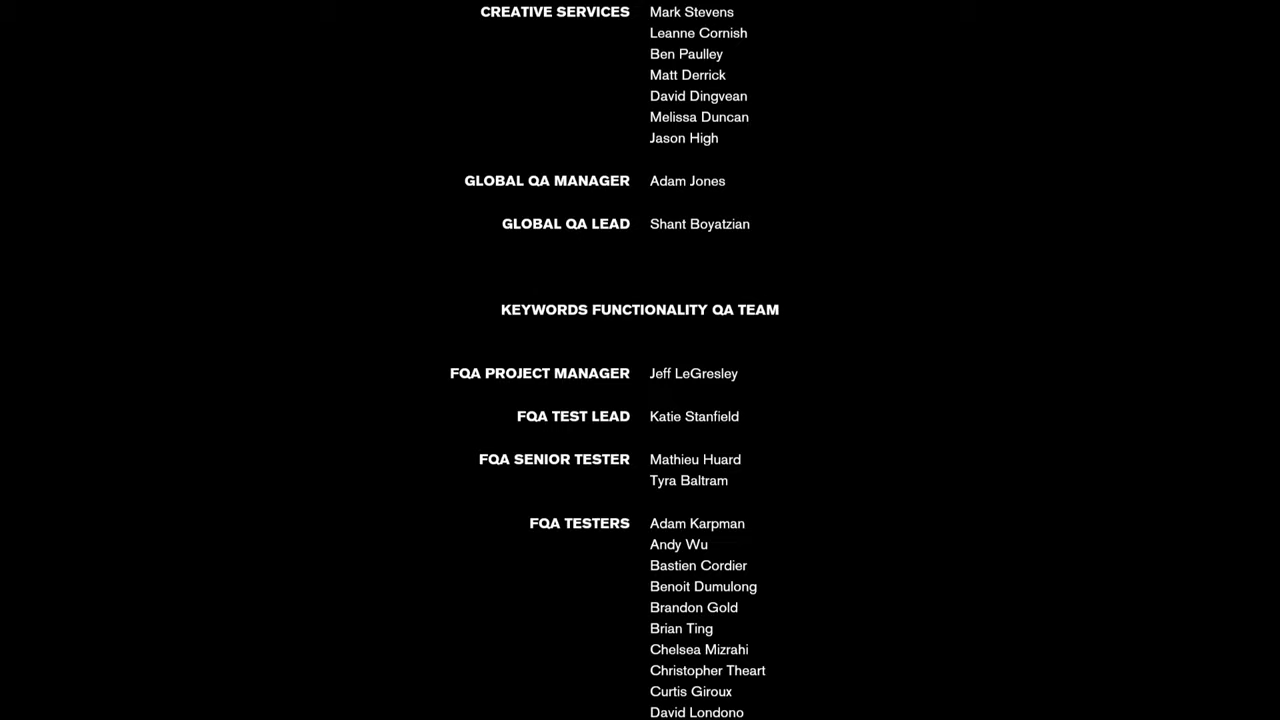 CREATIVE SERVICES Mark Stevens
Leanne Cornish
Ben Paulley
Matt Derrick
David Dingvean
Melissa Duncan
Jason High
GLOBAL QA MANAGER Adam Jones
GLOBAL QA LEAD Shant Boyatzian
KEYWORDS FUNCTIONALITY QA TEAM
FQA PROJECT MANAGER Jeff LeGresley
FQA TEST LEAD Katie Stanfield
FQA SENIOR TESTER Mathieu Huard
Tyra Baltram
FQA TESTERS Adam Karpman
Andy Wu
Bastien Cordier
Benoit Dumulong
Brandon Gold
Brian Ting
Chelsea Mizrahi
Christopher Theart
Curtis Giroux
David Londono